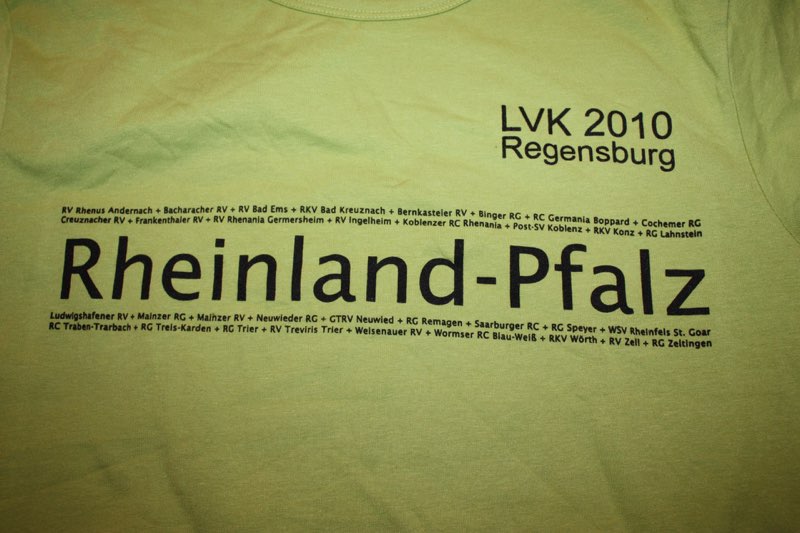 LVK 2010
Regensburg
RV Rhenus Andernach + Bacharacher RV + RV Bad Ems + RKV Bad Kreuznach + Bernkasteler RV + Binger RG + RC Germania Boppard + Cochemer RG
Creuznacher RV + Frankenthaler RV + RV Rhenania Germersheim + RV Ingelheim + Koblenzer RC Rhenania + Post-SV Koblenz + RKV Konz + RG Lahnstein
Rheinland-Pfalz
Ludwigshafener RV + Mainzer RG + Mainzer RV + Neuwieder RG + GTRV Neuwied + RG Remagen + Saarburger RC + RG Speyer + WSV Rheinfels St. Goar
RC Traben-Trarbach + RG Treis-Karden + RG Trier + RV Treviris Trier + Weisenauer RV + Wormser RC Blau-Weiß + RKV Wörth + RV Zell + RG Zeltingen